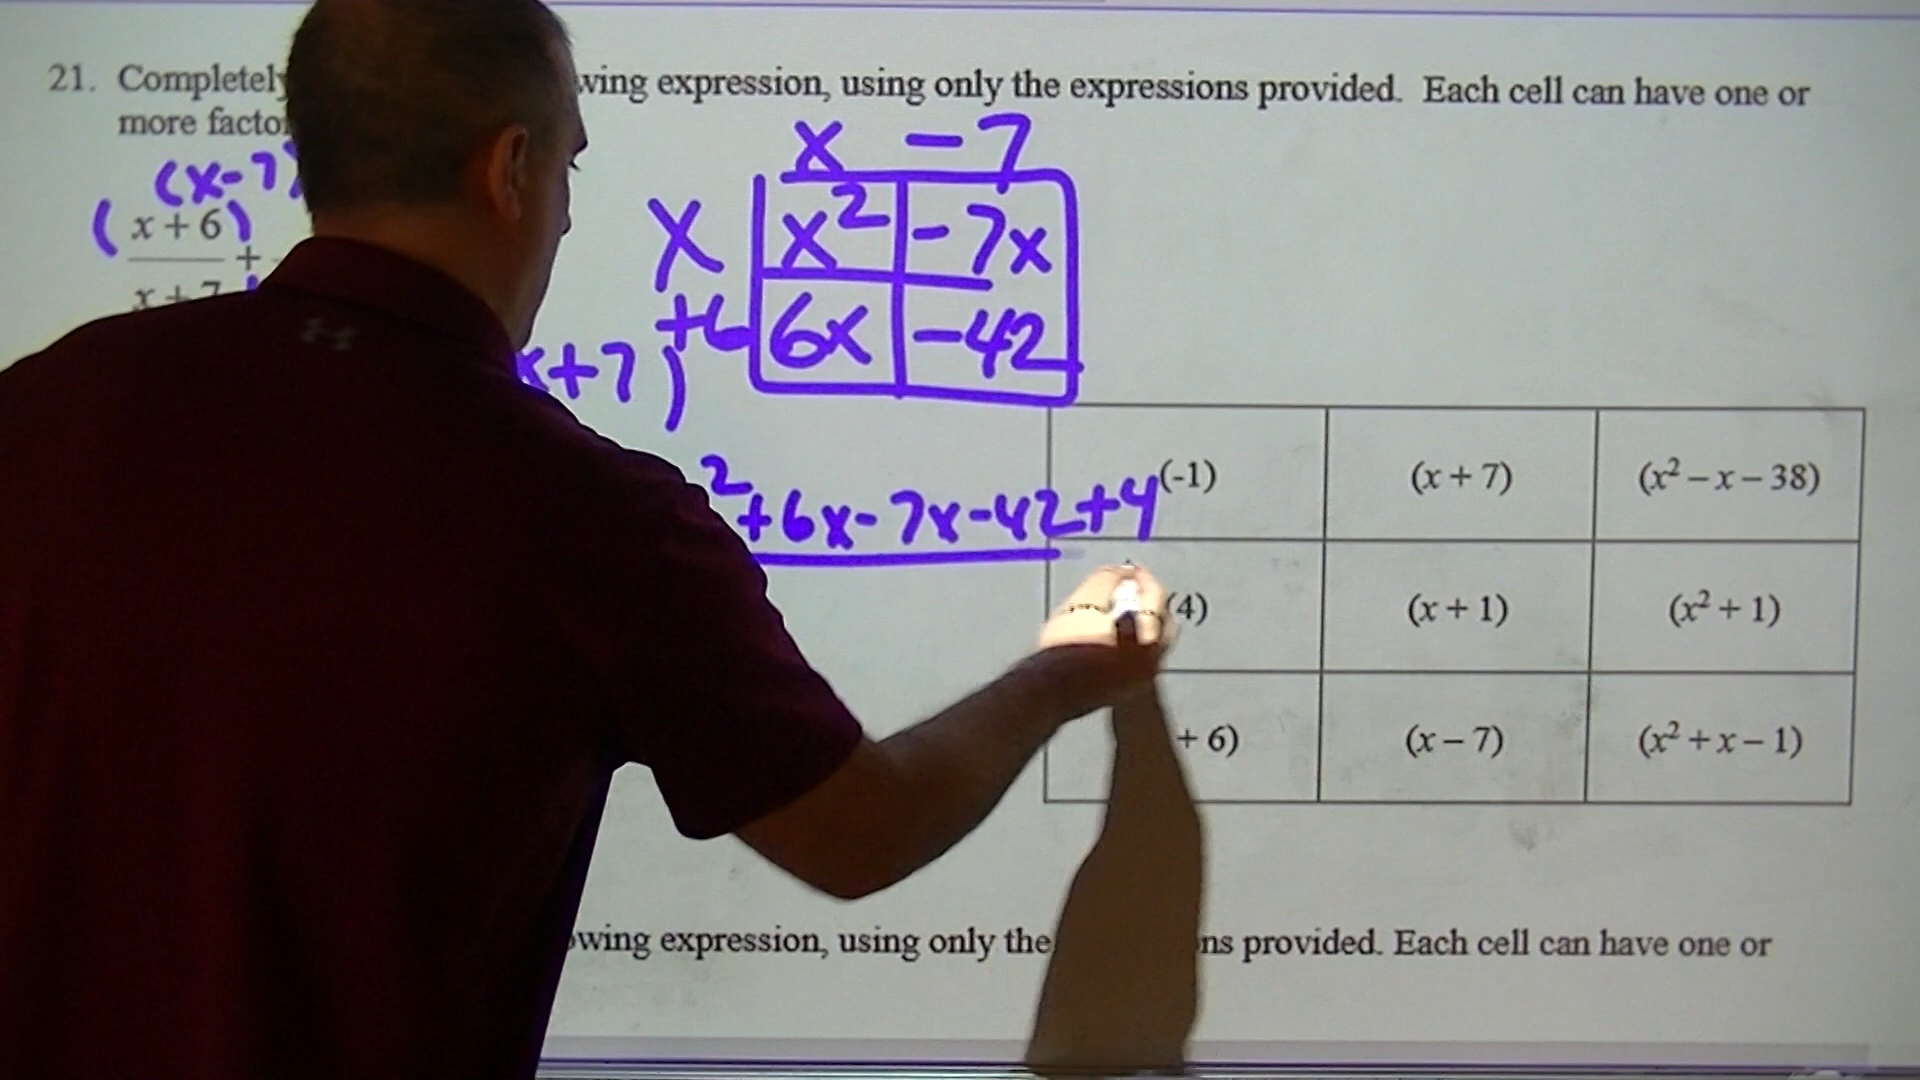 21. Completely wing expression, using only the expressions provided. Each cell can have one or
more facto
(x-7)
(x + 6)
+
x + 7
x -7
x x² -7x
+6 6x -42
x+7)
² +6x-7x-42+4
(-1) (x + 7) (x² – x – 38)
(4) (x + 1) (x² + 1)
+ 6) (x – 7) (x² + x – 1)
owing expression, using only the ns provided. Each cell can have one or